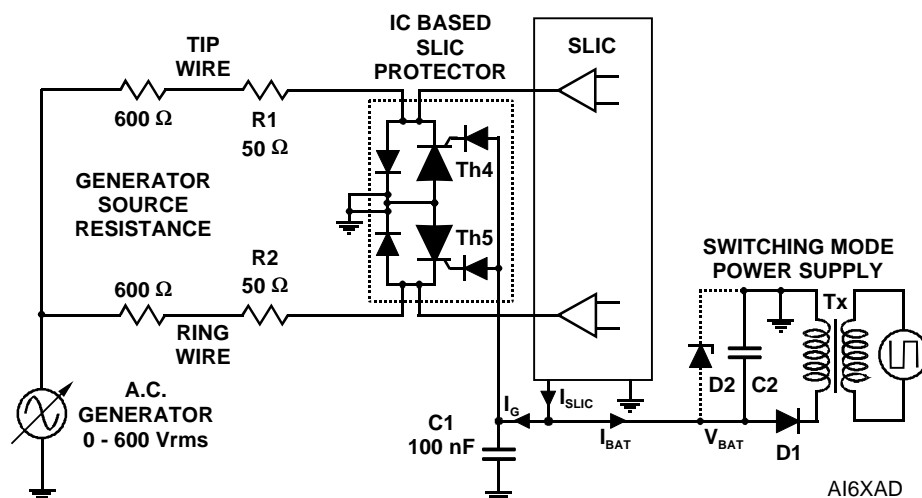 IC BASED
SLIC
PROTECTOR
SLIC
TIP
WIRE
600 Ω
R1
50 Ω
Th4
GENERATOR
SOURCE
RESISTANCE
Th5
R2
50 Ω
600 Ω
RING
WIRE
SWITCHING MODE
POWER SUPPLY
Tx
A.C.
GENERATOR
0 - 600 Vrms
C1
100 nF
IG
ISLIC
IBAT
D2
C2
VBAT
D1
AI6XAD